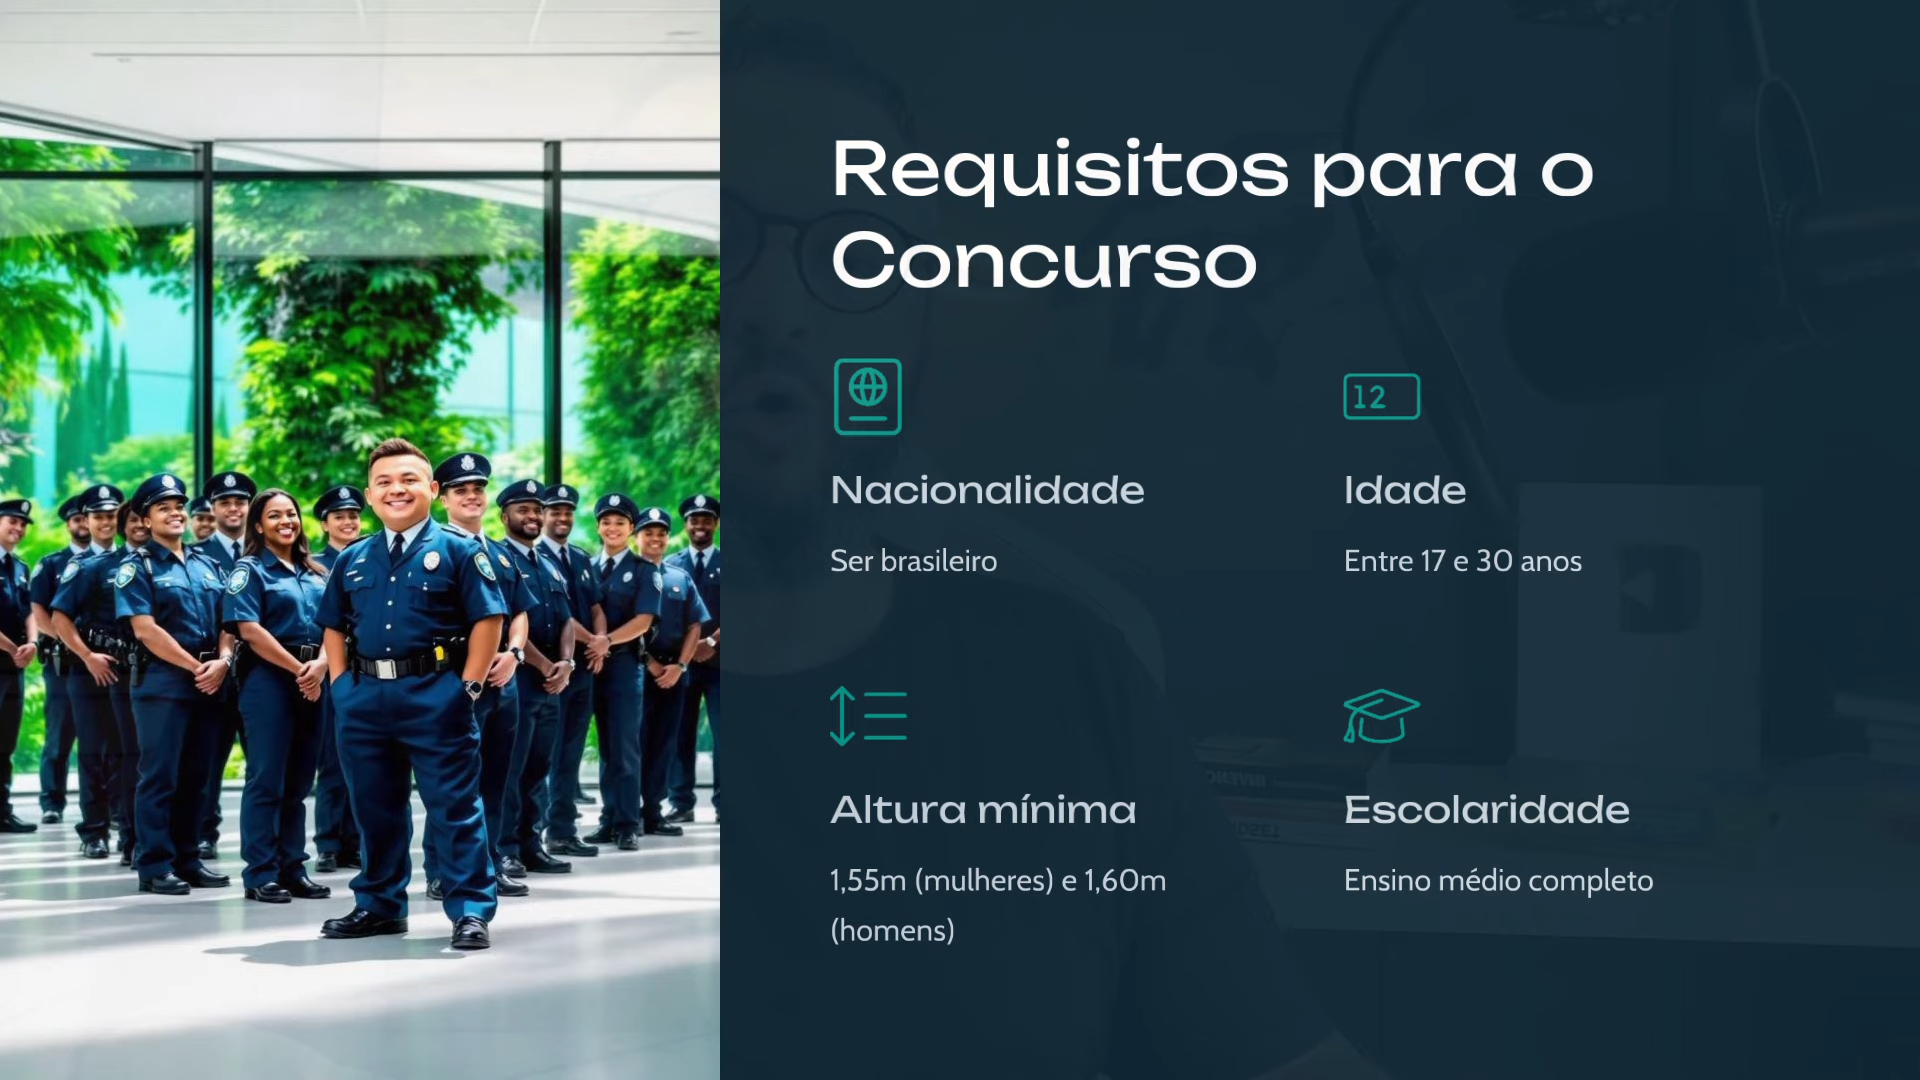 Requisitos para o
Concurso
12
Nacionalidade
Idade
Ser brasileiro
Entre 17 e 30 anos
Altura mínima
Escolaridade
1,55m (mulheres) e 1,60m
(homens)
Ensino médio completo